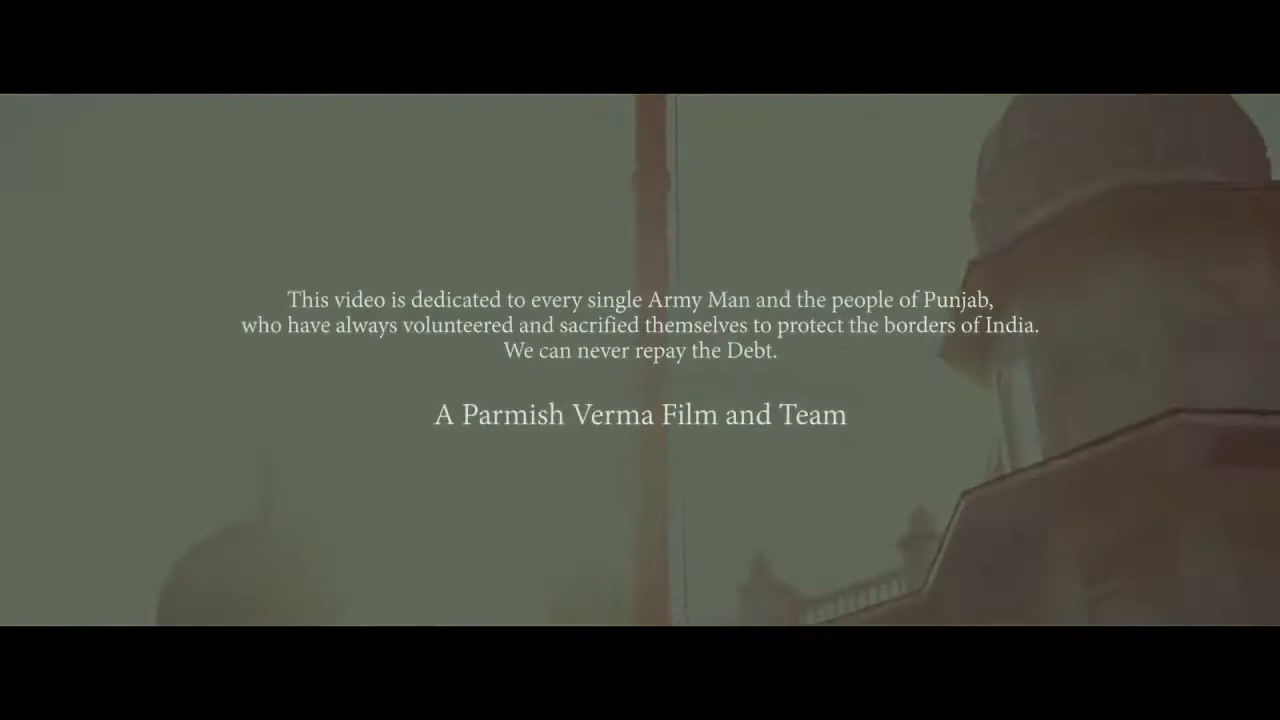 This video is dedicated to every single Army Man and the people of Punjab,
who have always volunteered and sacrified themselves to protect the borders of India.
We can never repay the Debt.
A Parmish Verma Film and Team